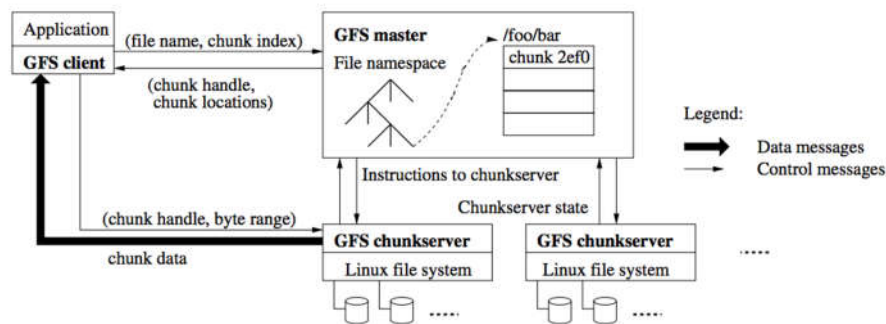 Application
GFS client
(file name, chunk index)
(chunk handle,
chunk locations)
GFS master
File namespace
/foo/bar
chunk 2ef0
Legend:
Data messages
Control messages
Instructions to chunkserver
Chunkserver state
(chunk handle, byte range)
chunk data
GFS chunkserver
Linux file system
GFS chunkserver
Linux file system